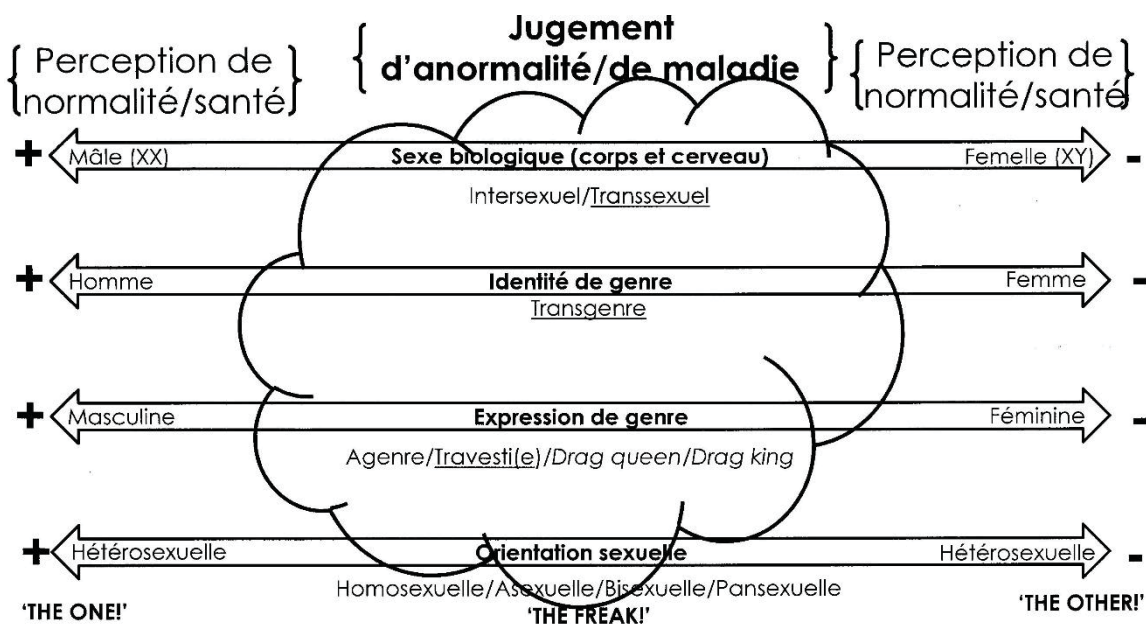 {Perception de
normalité/santé}
{Jugement
d'anormalité/de maladie}
{Perception de
normalité/santé}
+ Mâle (XX) Sexe biologique (corps et cerveau) Femelle (XY) -
Intersexuel/Transsexuel
+ Homme Identité de genre Femme -
Transgenre
+ Masculine Expression de genre Féminine -
Agenre/Travesti(e)/Drag queen/Drag king
+ Hétérosexuelle Orientation sexuelle Hétérosexuelle -
Homosexuelle/Asexuelle/Bisexuelle/Pansexuelle
'THE ONE!' 'THE FREAK!' 'THE OTHER!'